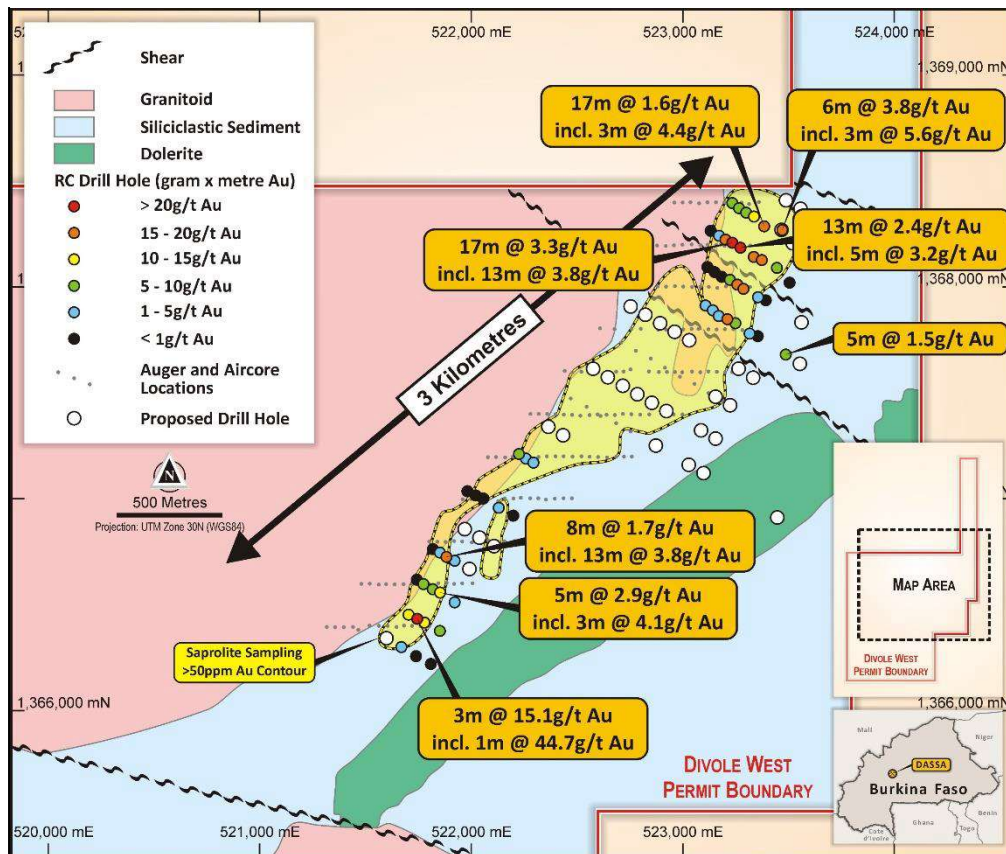 522,000 mE
523,000 mE
524,000 mE
1,369,000 mN
Shear
Granitoid
Siliciclastic Sediment
Dolerite
RC Drill Hole (gram x metre Au)
> 20g/t Au
15 - 20g/t Au
10 - 15g/t Au
5 - 10g/t Au
1 - 5g/t Au
< 1g/t Au
Auger and Aircore
Locations
Proposed Drill Hole
17m @ 1.6g/t Au
incl. 3m @ 4.4g/t Au
6m @ 3.8g/t Au
incl. 3m @ 5.6g/t Au
17m @ 3.3g/t Au
incl. 13m @ 3.8g/t Au
13m @ 2.4g/t Au
incl. 5m @ 3.2g/t Au
1,368,000 mN
5m @ 1.5g/t Au
3 Kilometres
N
500 Metres
Projection: UTM Zone 30N (WGS84)
8m @ 1.7g/t Au
incl. 13m @ 3.8g/t Au
5m @ 2.9g/t Au
incl. 3m @ 4.1g/t Au
Saprolite Sampling
>50ppm Au Contour
3m @ 15.1g/t Au
incl. 1m @ 44.7g/t Au
1,366,000 mN
MAP AREA
DIVOLE WEST
PERMIT BOUNDARY
DIVOLE WEST
PERMIT BOUNDARY
Mali
Niger
DASSA
Burkina Faso
Benin
Ghana
Togo
Cote
d'Ivoire
520,000 mE
521,000 mE
522,000 mE
523,000 mE